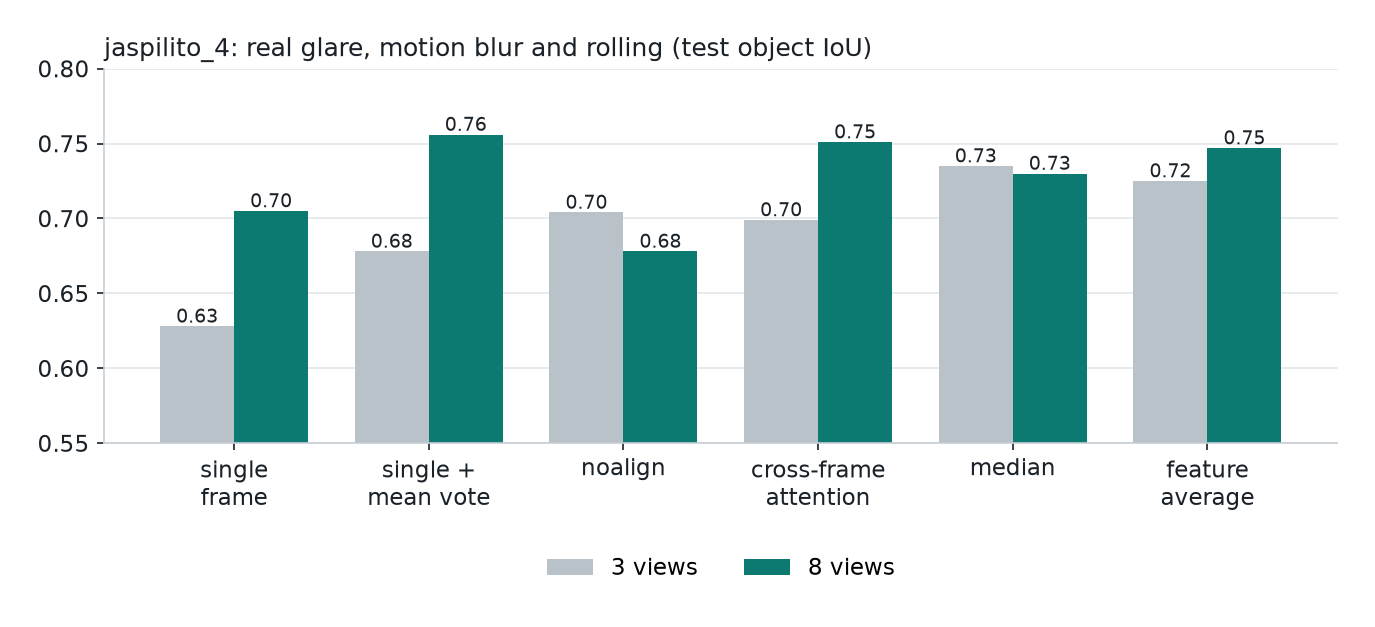 jaspilito_4: real glare, motion blur and rolling (test object IoU)
0.80
0.75
0.70
0.65
0.60
0.55
0.63
0.70
0.68
0.76
0.70
0.68
0.70
0.75
0.73
0.73
0.72
0.75
single
frame
single +
mean vote
noalign
cross-frame
attention
median
feature
average
3 views
8 views